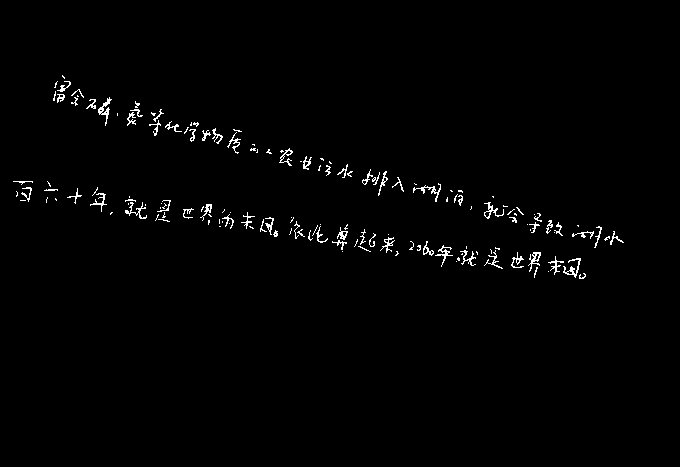 富含磷、氮等化学物质的工农业污水排入湖泊,就会导致湖水
百六十年,就是世界的末日。依此算起来,2060年就是世界末日。